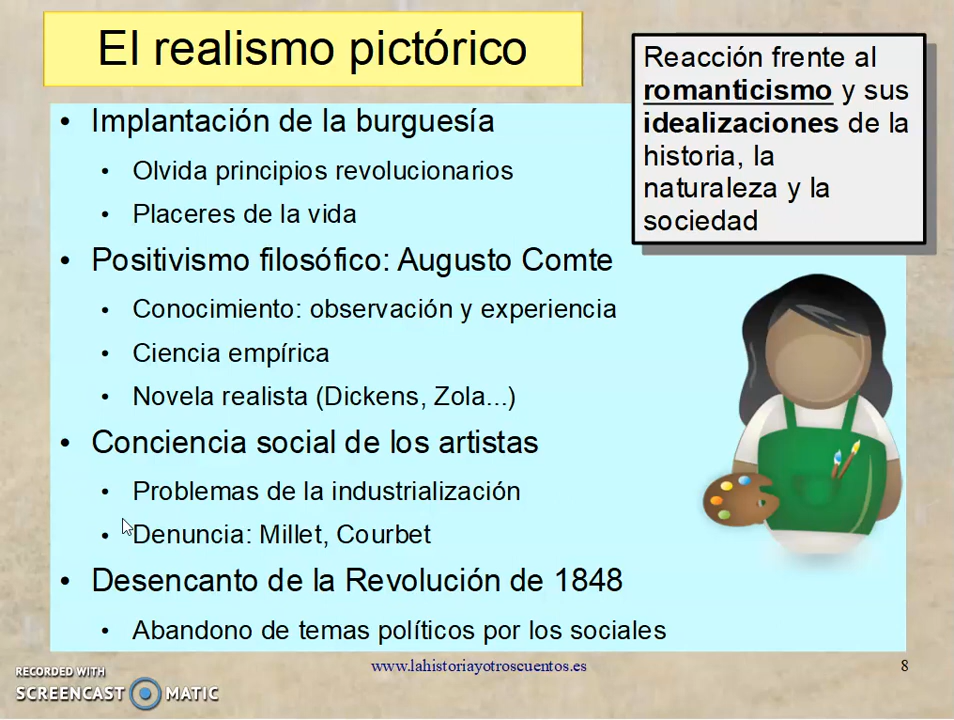 El realismo pictórico
Reacción frente al
romanticismo y sus
idealizaciones de la
historia, la
naturaleza y la
sociedad
• Implantación de la burguesía
• Olvida principios revolucionarios
• Placeres de la vida
• Positivismo filosófico: Augusto Comte
• Conocimiento: observación y experiencia
• Ciencia empírica
• Novela realista (Dickens, Zola...)
• Conciencia social de los artistas
• Problemas de la industrialización
• Denuncia: Millet, Courbet
• Desencanto de la Revolución de 1848
• Abandono de temas políticos por los sociales
www.lahistoriayotroscuentos.es
8
RECORDED WITH
SCREENCAST MATIC